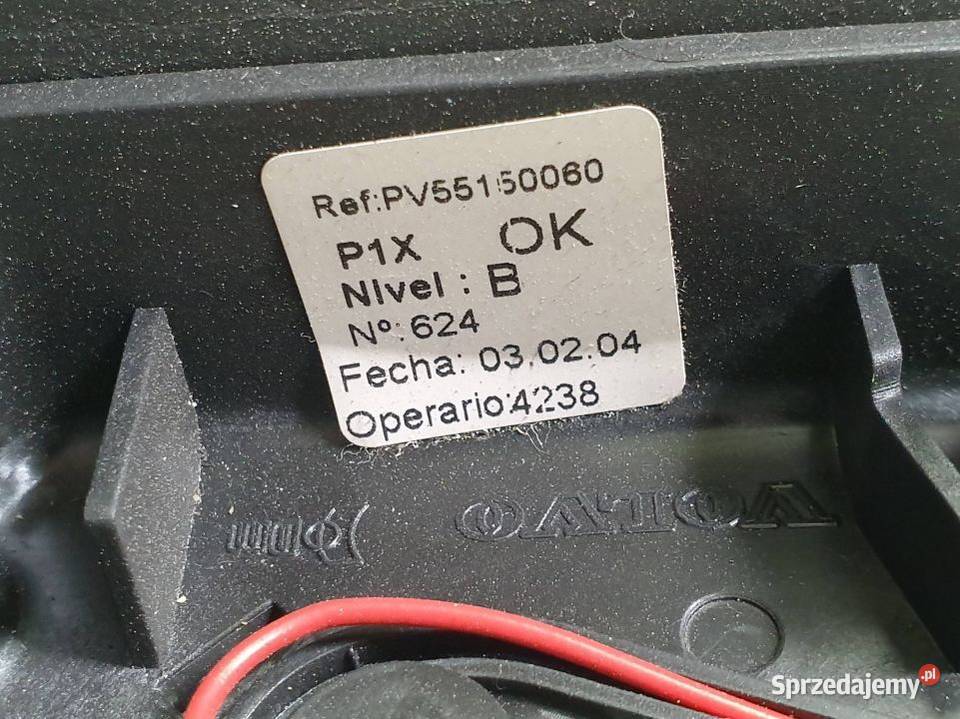 Ref:PV55150060
P1X OK
Nivel : B
Nº:624
Fecha: 03.02.04
Operario:4238
VOLVO
Sprzedajemy.pl